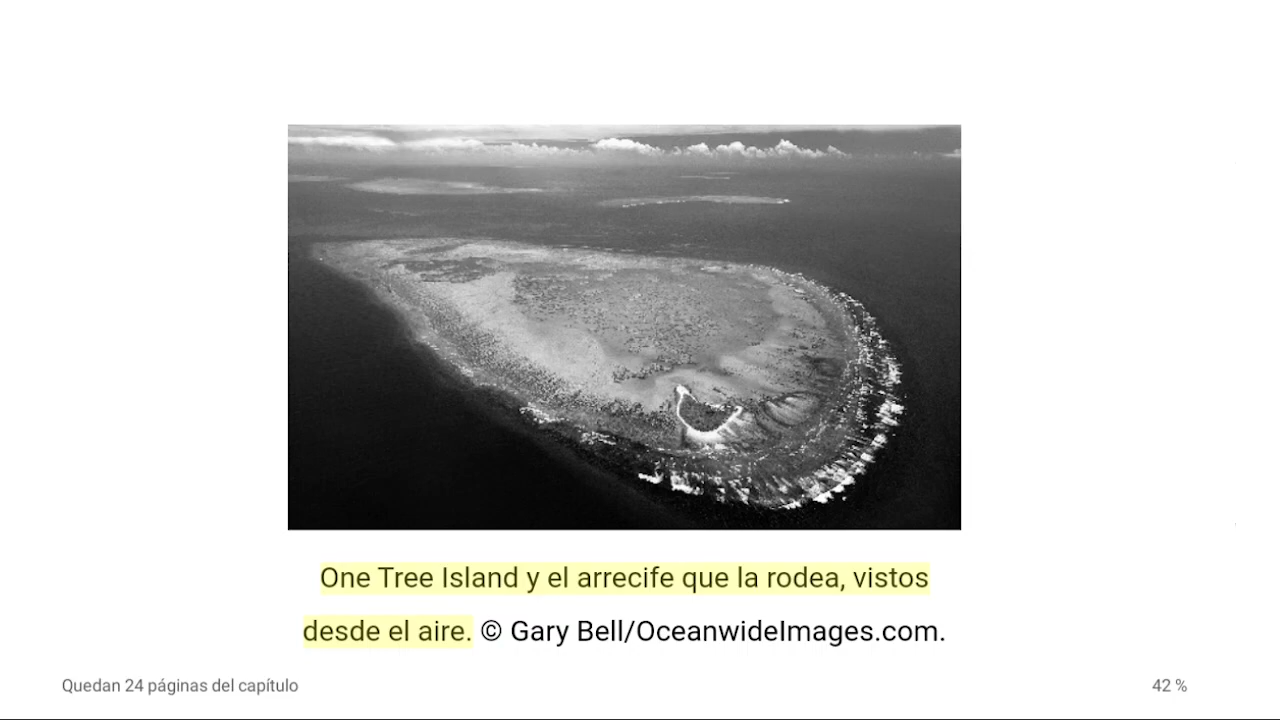 One Tree Island y el arrecife que la rodea, vistos
desde el aire. © Gary Bell/OceanwideImages.com.
Quedan 24 páginas del capítulo
42 %